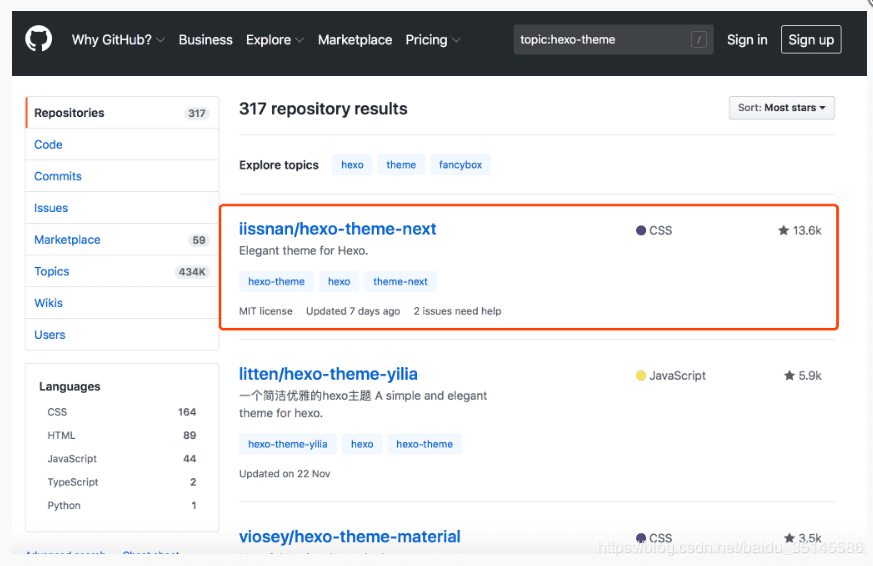 Why GitHub? Business Explore Marketplace Pricing topic:hexo-theme / Sign in Sign up
Repositories 317
Code
Commits
Issues
Marketplace 59
Topics 434K
Wikis
Users
Languages
CSS 164
HTML 89
JavaScript 44
TypeScript 2
Python 1
317 repository results Sort: Most stars
Explore topics hexo theme fancybox
iissnan/hexo-theme-next CSS 13.6k
Elegant theme for Hexo.
hexo-theme hexo theme-next
MIT license Updated 7 days ago 2 issues need help
litten/hexo-theme-yilia JavaScript 5.9k
一个简洁优雅的hexo主题 A simple and elegant
theme for hexo.
hexo-theme-yilia hexo hexo-theme
Updated on 22 Nov
viosey/hexo-theme-material CSS 3.5k
https://blog.csdn.net/baidu_35145586